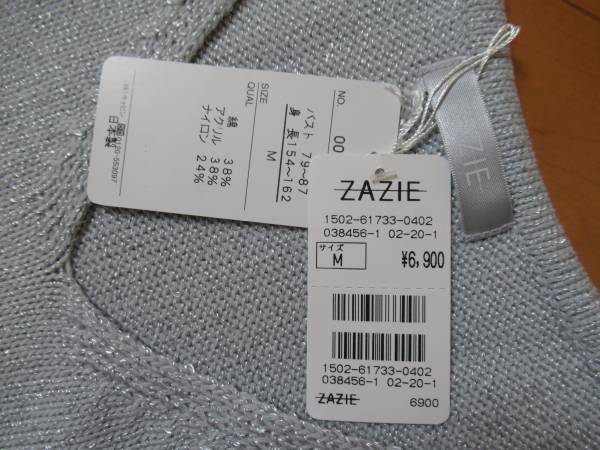 ZAZIE
NO. 00
SIZE M
バスト 79~87
身 長 154~162
QUAL
綿 38%
アクリル 38%
ナイロン 24%
日本製
ZAZIE
1502-61733-0402
038456-1 02-20-1
サイズ
M
¥6,900
1502-61733-0402
038456-1 02-20-1
ZAZIE 6900